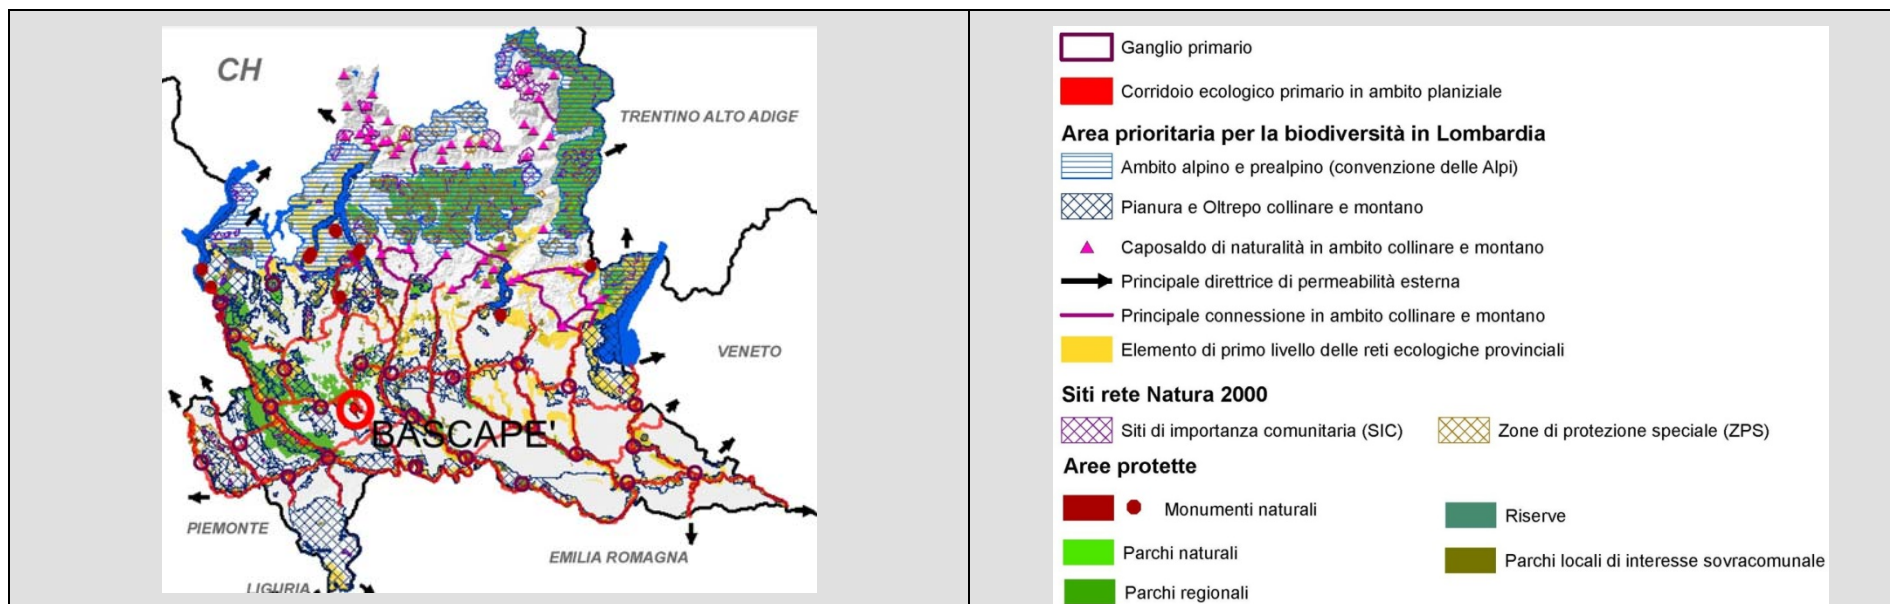 CH
TRENTINO ALTO ADIGE
VENETO
BASCAPE'
PIEMONTE
EMILIA ROMAGNA
LIGURIA
Ganglio primario
Corridoio ecologico primario in ambito planiziale
Area prioritaria per la biodiversità in Lombardia
Ambito alpino e prealpino (convenzione delle Alpi)
Pianura e Oltrepo collinare e montano
Caposaldo di naturalità in ambito collinare e montano
Principale direttrice di permeabilità esterna
Principale connessione in ambito collinare e montano
Elemento di primo livello delle reti ecologiche provinciali
Siti rete Natura 2000
Siti di importanza comunitaria (SIC)
Zone di protezione speciale (ZPS)
Aree protette
Monumenti naturali
Riserve
Parchi naturali
Parchi locali di interesse sovracomunale
Parchi regionali